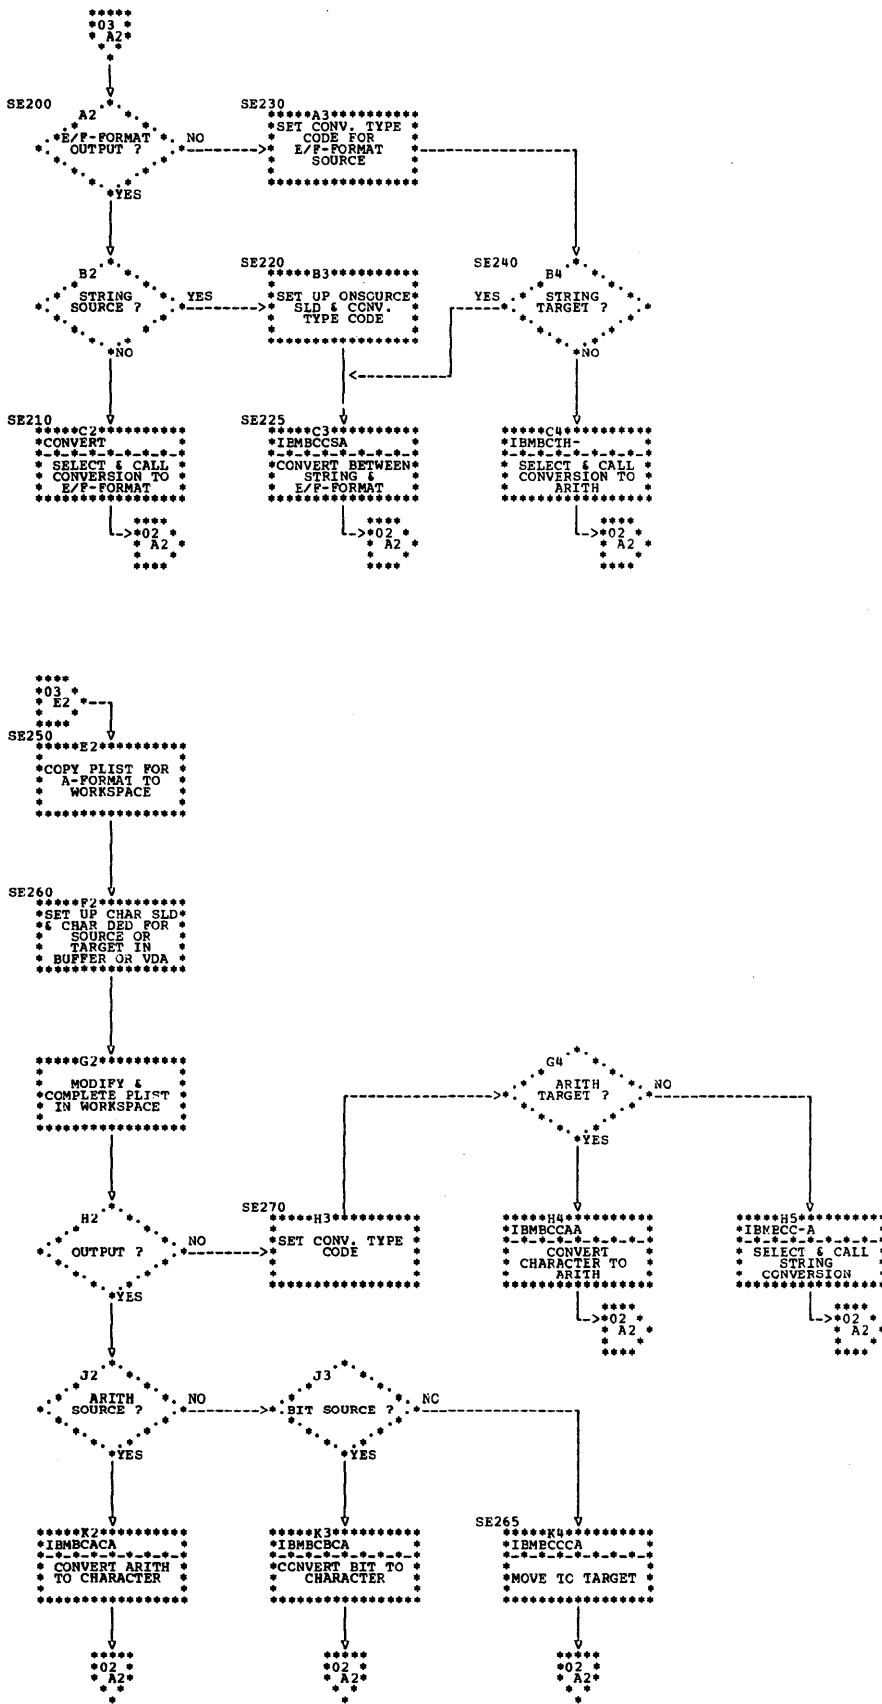 03
A2
SE200
A2
E/F-FORMAT
OUTPUT ?
NO
YES
SE230
A3
SET CONV. TYPE
CODE FOR
E/F-FORMAT
SOURCE
B2
STRING
SOURCE ?
YES
NO
SE220
B3
SET UP ONSOURCE
SLD & CONV.
TYPE CODE
SE240
B4
STRING
TARGET ?
YES
NO
SE210
C2
CONVERT
SELECT & CALL
CONVERSION TO
E/F-FORMAT
SE225
C3
IBMBCCSA
CONVERT BETWEEN
STRING &
E/F-FORMAT
C4
IBMBCTH-
SELECT & CALL
CONVERSION TO
ARITH
02
A2
02
A2
02
A2
03
E2
SE250
E2
COPY PLIST FOR
A-FORMAT TO
WORKSPACE
SE260
F2
SET UP CHAR SLD
& CHAR DED FOR
SOURCE OR
TARGET IN
BUFFER OR VDA
G2
MODIFY &
COMPLETE PLIST
IN WORKSPACE
G4
ARITH
TARGET ?
NO
YES
H2
OUTPUT ?
NO
YES
SE270
H3
SET CONV. TYPE
CODE
H4
IBMBCCAA
CONVERT
CHARACTER TO
ARITH
H5
IBMBCC-A
SELECT & CALL
STRING
CONVERSION
02
A2
02
A2
J2
ARITH
SOURCE ?
NO
YES
J3
BIT SOURCE ?
NC
YES
K2
IBMBCACA
CONVERT ARITH
TO CHARACTER
K3
IBMBCBCA
CONVERT BIT TO
CHARACTER
SE265
K4
IBMBCCCA
MOVE TO TARGET
02
A2
02
A2
02
A2